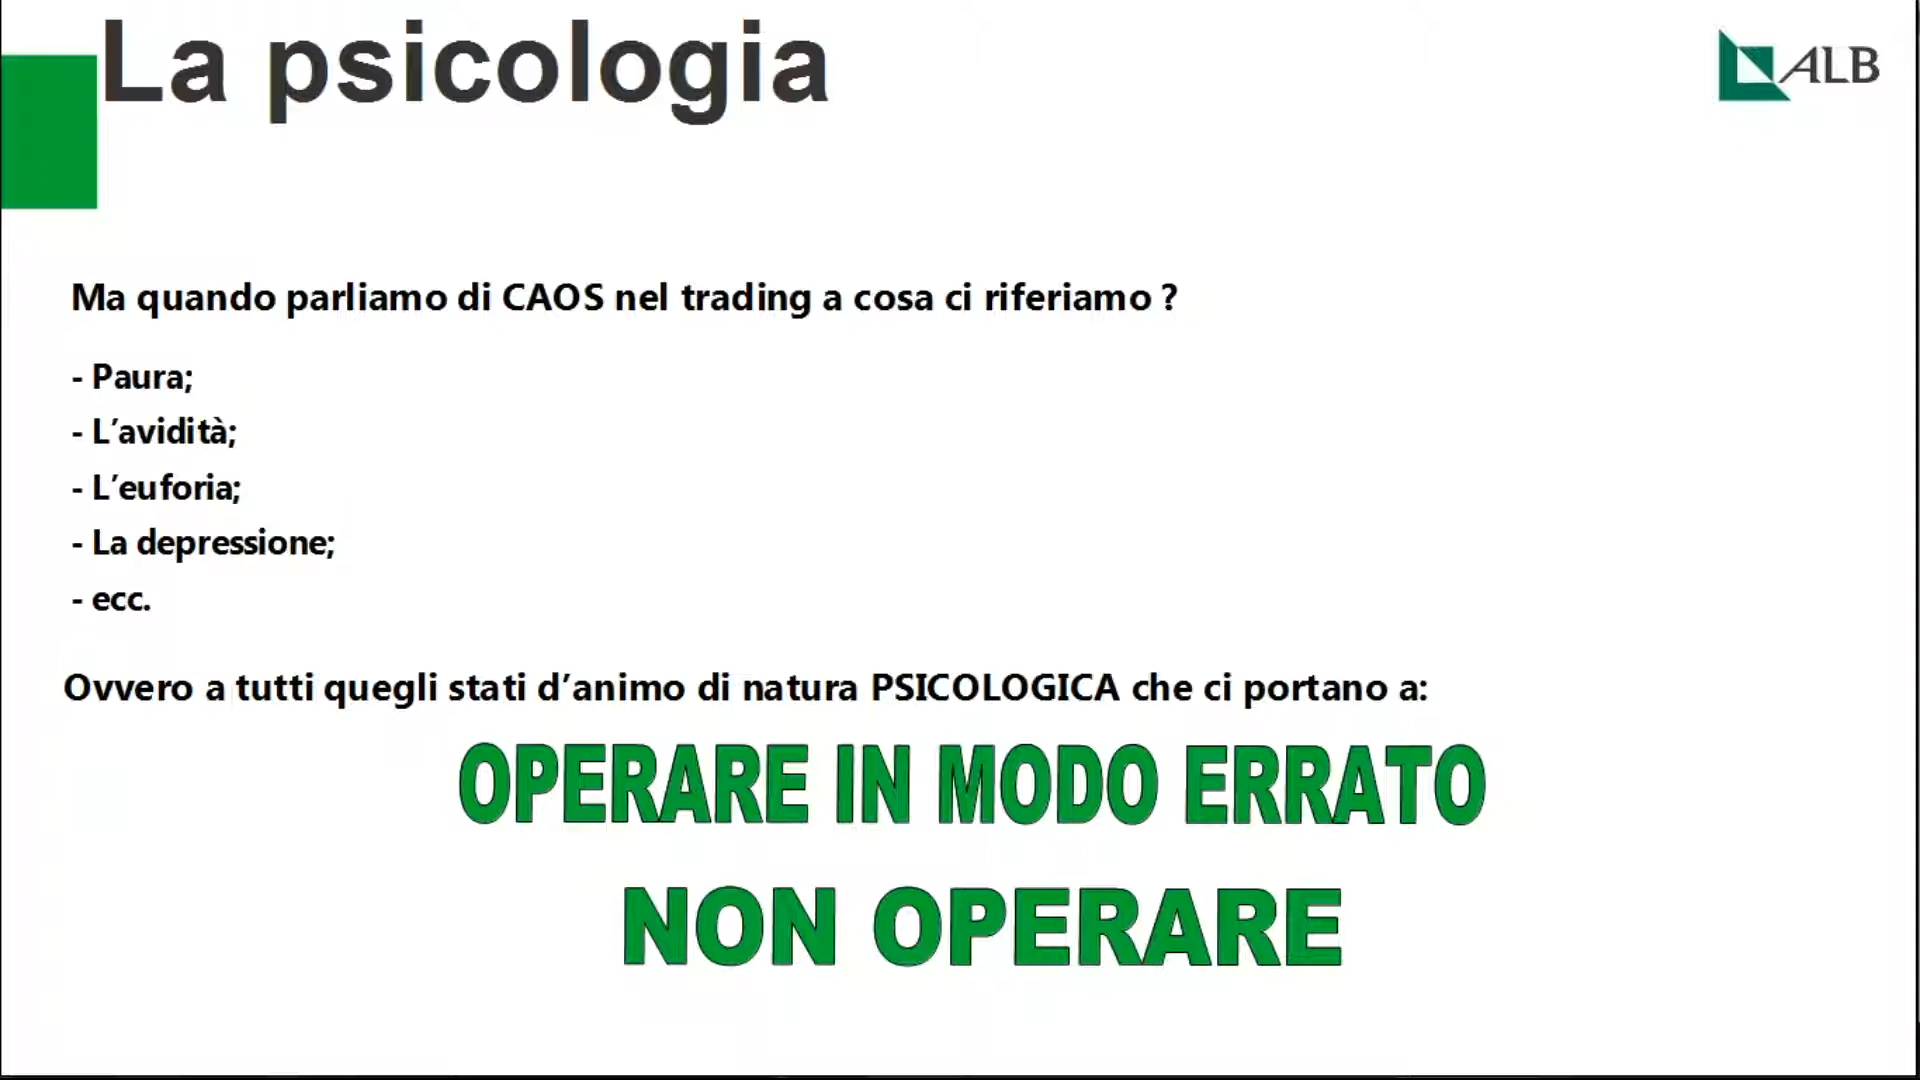 La psicologia
ALB
Ma quando parliamo di CAOS nel trading a cosa ci riferiamo ?
- Paura;
- L'avidità;
- L'euforia;
- La depressione;
- ecc.
Ovvero a tutti quegli stati d'animo di natura PSICOLOGICA che ci portano a:
OPERARE IN MODO ERRATO
NON OPERARE